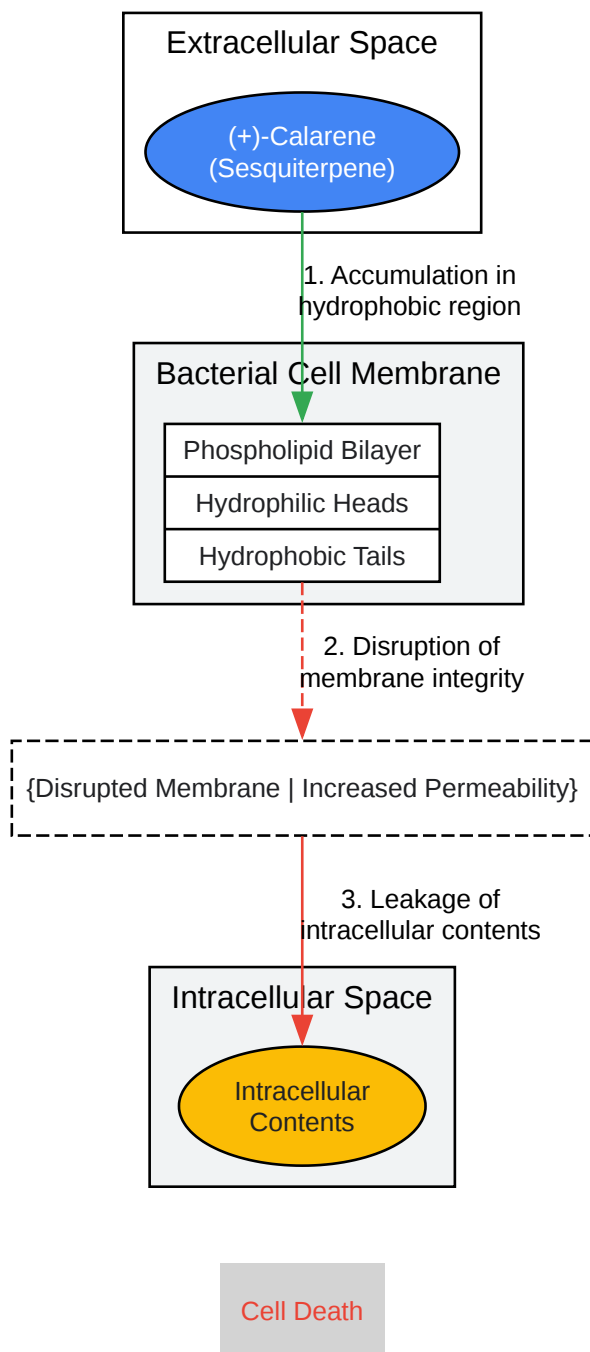 Extracellular Space
(+)-Calarene
(Sesquiterpene)
1. Accumulation in
hydrophobic region
Bacterial Cell Membrane
Phospholipid Bilayer
Hydrophilic Heads
Hydrophobic Tails
2. Disruption of
membrane integrity
{Disrupted Membrane | Increased Permeability}
3. Leakage of
intracellular contents
Intracellular Space
Intracellular
Contents
Cell Death